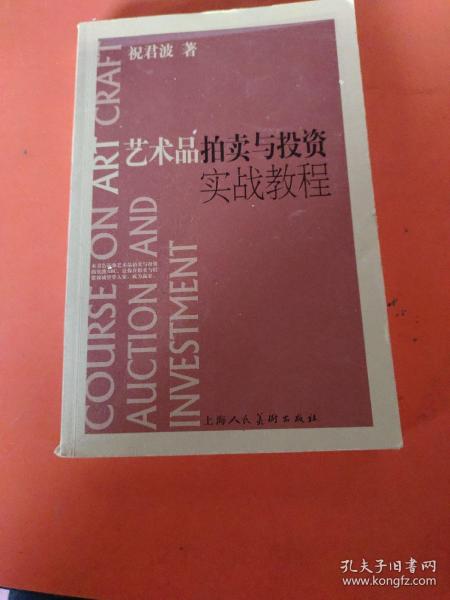 祝君波 著
艺术品拍卖与投资
实战教程
COURSE ON ART CRAFT
AUCTION AND
INVESTMENT
上海人民美术出版社
孔夫子旧书网
www.kongfz.com